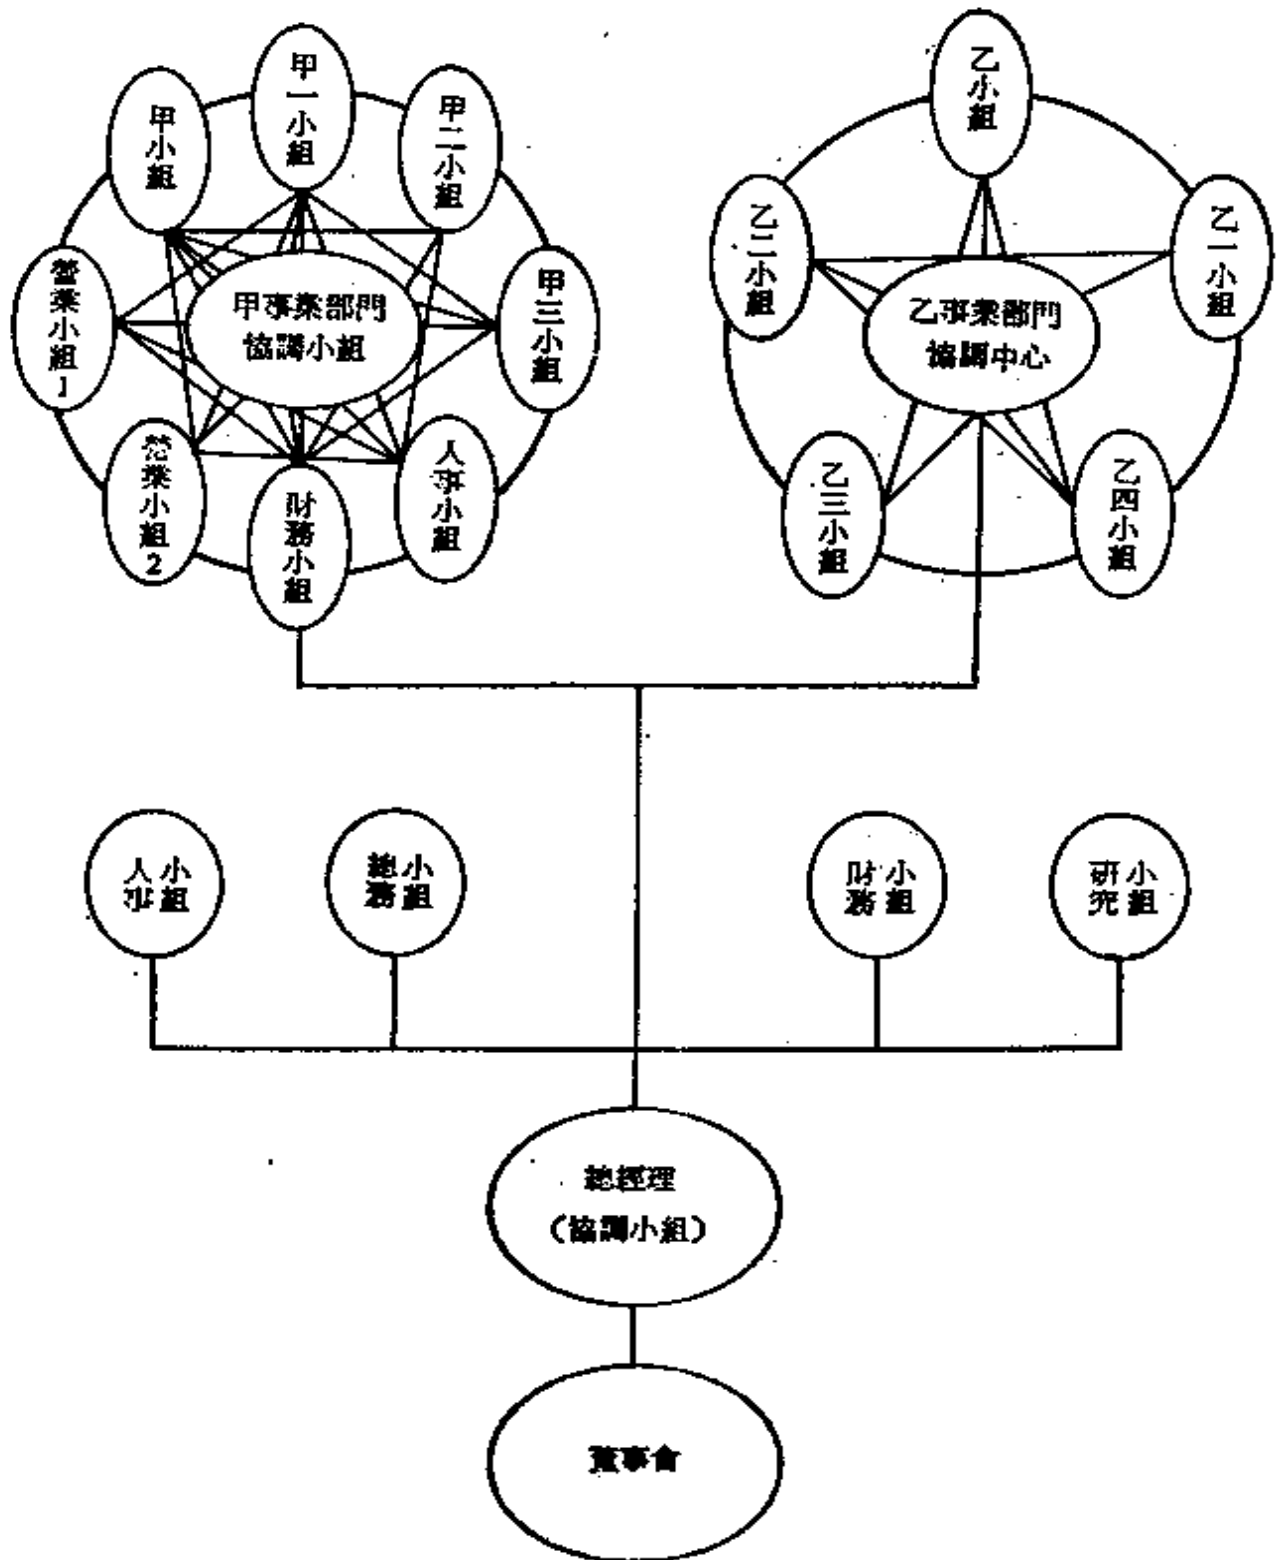 甲一小組
甲小組
甲二小組
營業小組1
甲三小組
甲事業部門
協調小組
營業小組2
財務小組
人事小組
乙小組
乙二小組
乙一小組
乙事業部門
協調中心
乙三小組
乙四小組
人事
小組
總務
小組
財務
小組
研究
小組
總經理
(協調小組)
董事會